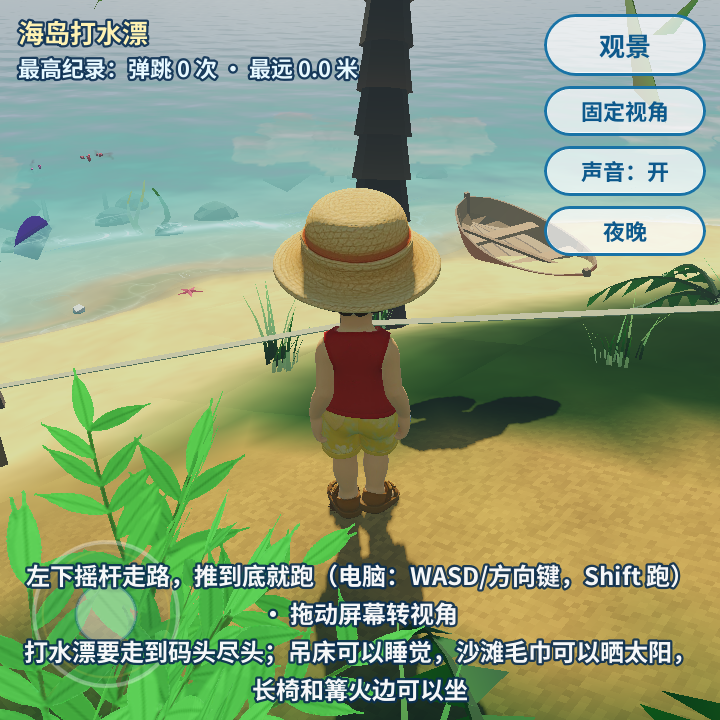 海岛打水漂
最高纪录：弹跳 0 次 · 最远 0.0 米
观景
固定视角
声音：开
夜晚
左下摇杆走路，推到底就跑（电脑：WASD/方向键，Shift 跑）
· 拖动屏幕转视角
打水漂要走到码头尽头；吊床可以睡觉，沙滩毛巾可以晒太阳，
长椅和篝火边可以坐